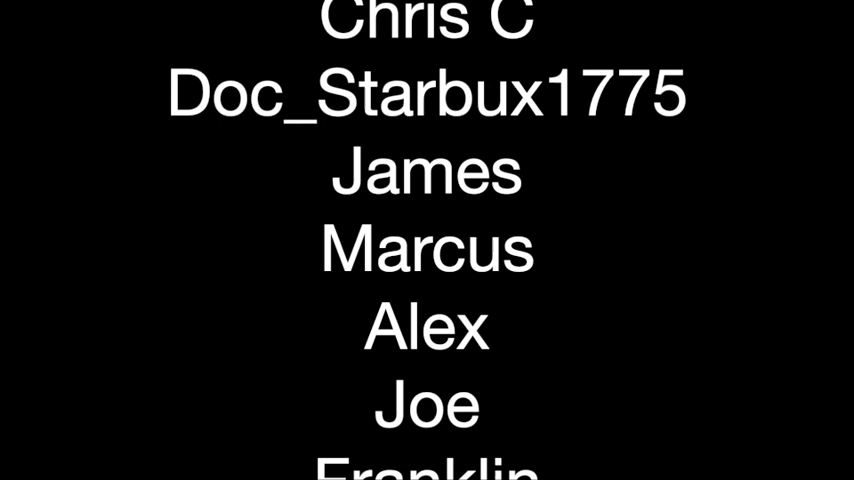 Chris C
Doc_Starbux1775
James
Marcus
Alex
Joe
Franklin